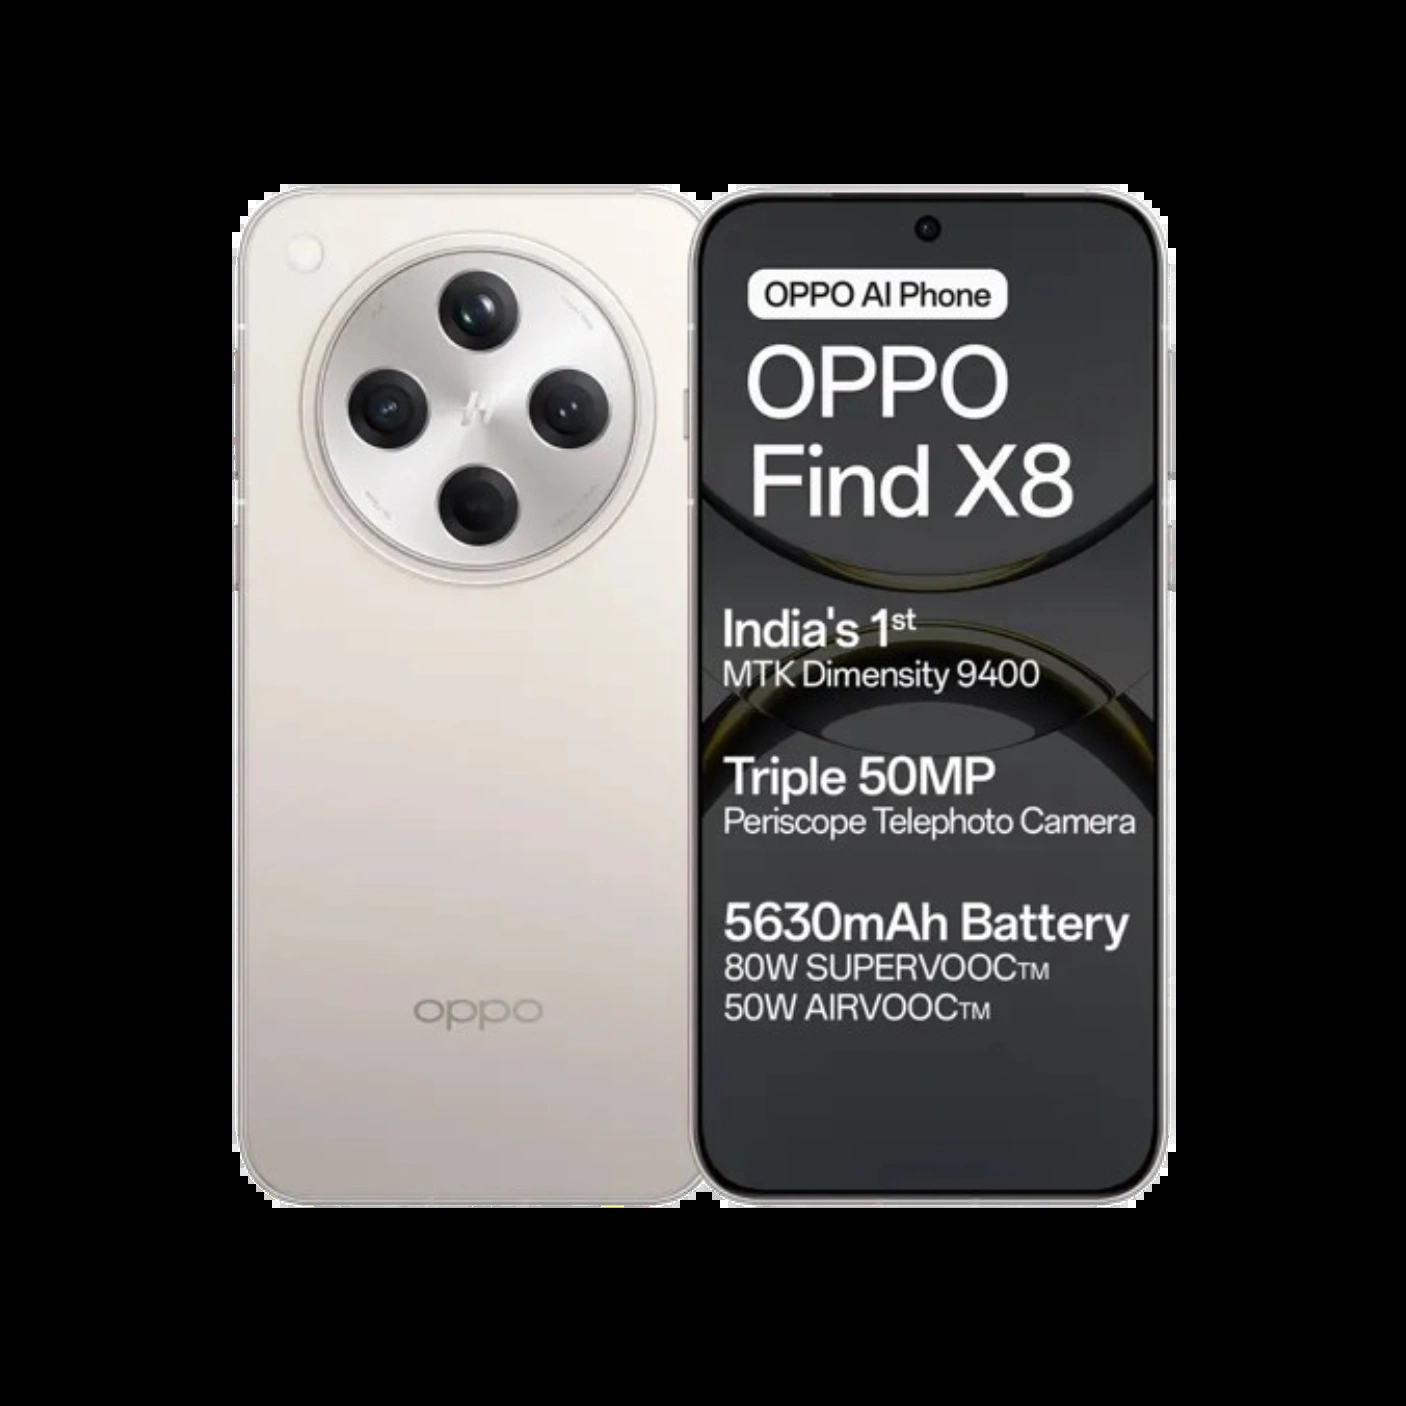 oppo
OPPO AI Phone
OPPO
Find X8
India's 1st
MTK Dimensity 9400
Triple 50MP
Periscope Telephoto Camera
5630mAh Battery
80W SUPERVOOC™
50W AIRVOOC™